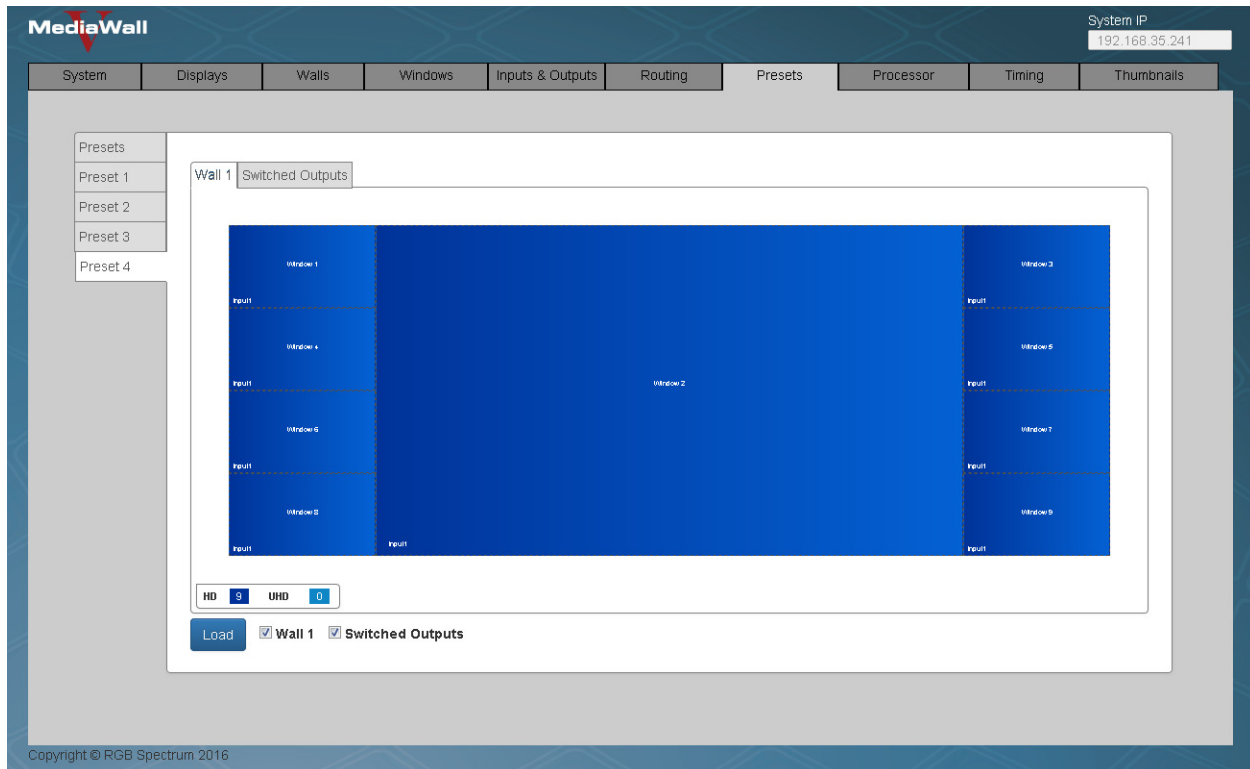 MediaWall V
System IP
192.168.35.241
System Displays Walls Windows Inputs & Outputs Routing Presets Processor Timing Thumbnails
Presets
Preset 1
Preset 2
Preset 3
Preset 4
Wall 1 Switched Outputs
Window 1
Input1
Window 4
Input1
Window 6
Input1
Window 8
Input1
Window 2
Input1
Window 3
Input1
Window 5
Input1
Window 7
Input1
Window 9
Input1
HD 9 UHD 0
Load Wall 1 Switched Outputs
Copyright © RGB Spectrum 2016